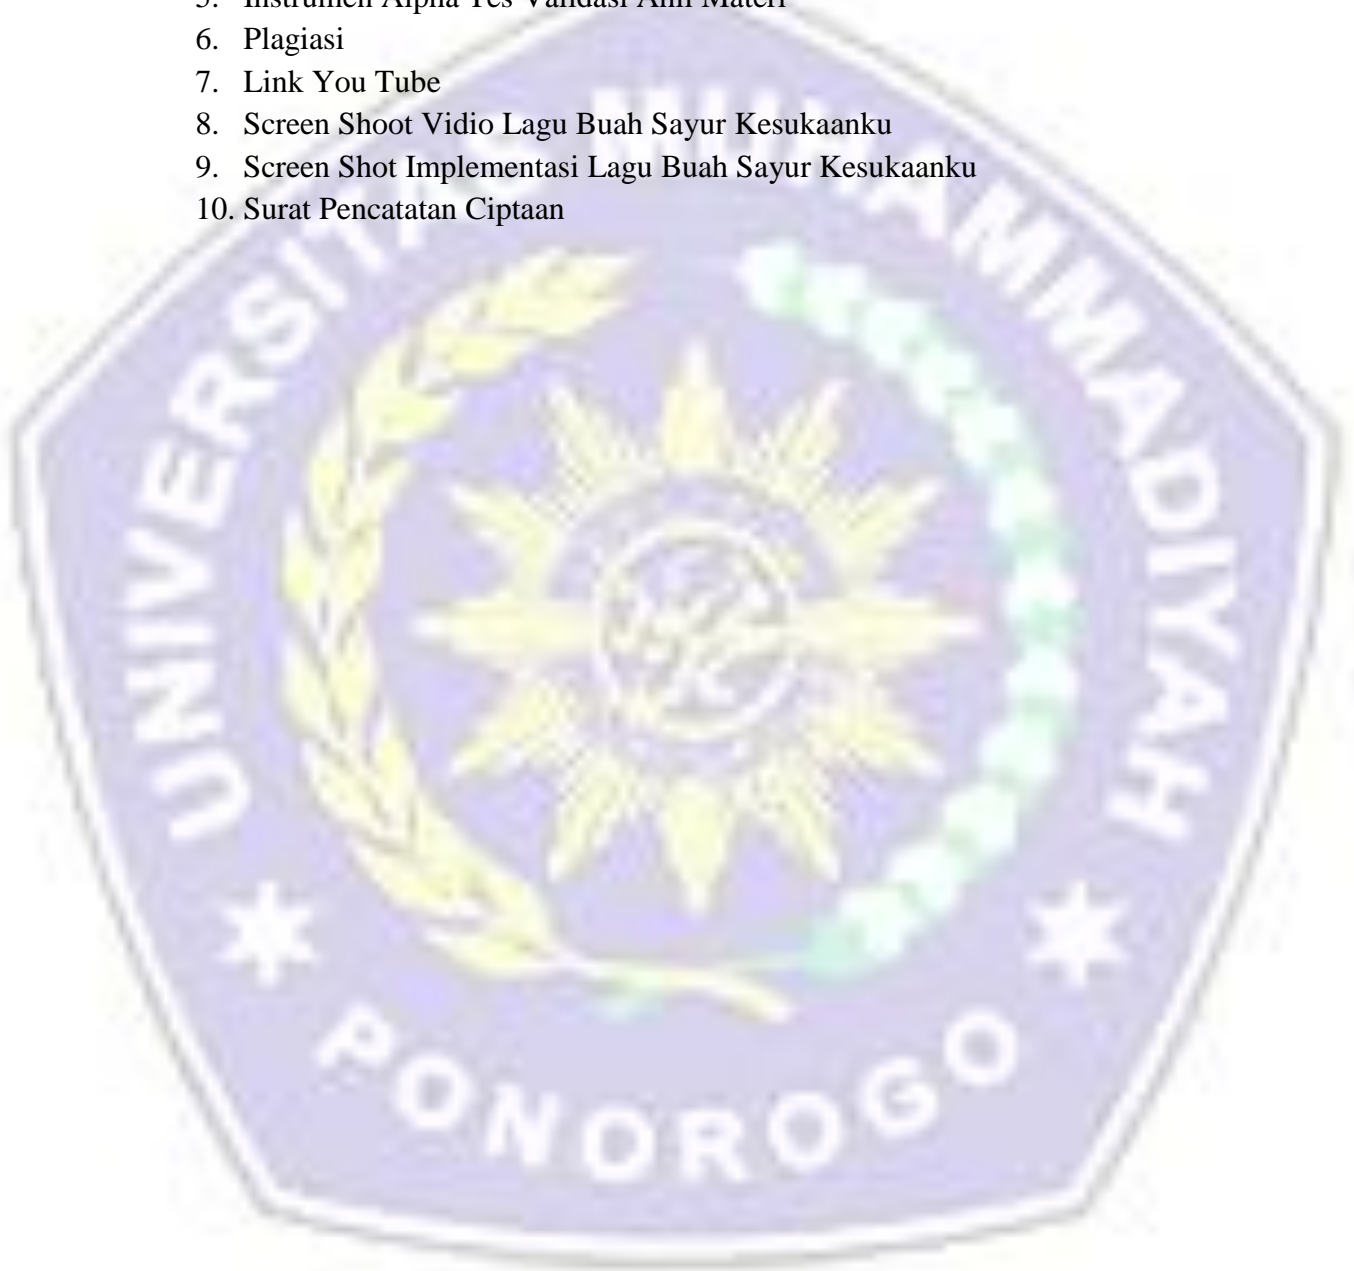 5. Instrumen Alpha Tes Validasi Ahli Materi
6. Plagiasi
7. Link You Tube
8. Screen Shoot Vidio Lagu Buah Sayur Kesukaanku
9. Screen Shot Implementasi Lagu Buah Sayur Kesukaanku
10. Surat Pencatatan Ciptaan
UNIVERSITAS MUHAMMADIYAH
PONOROGO